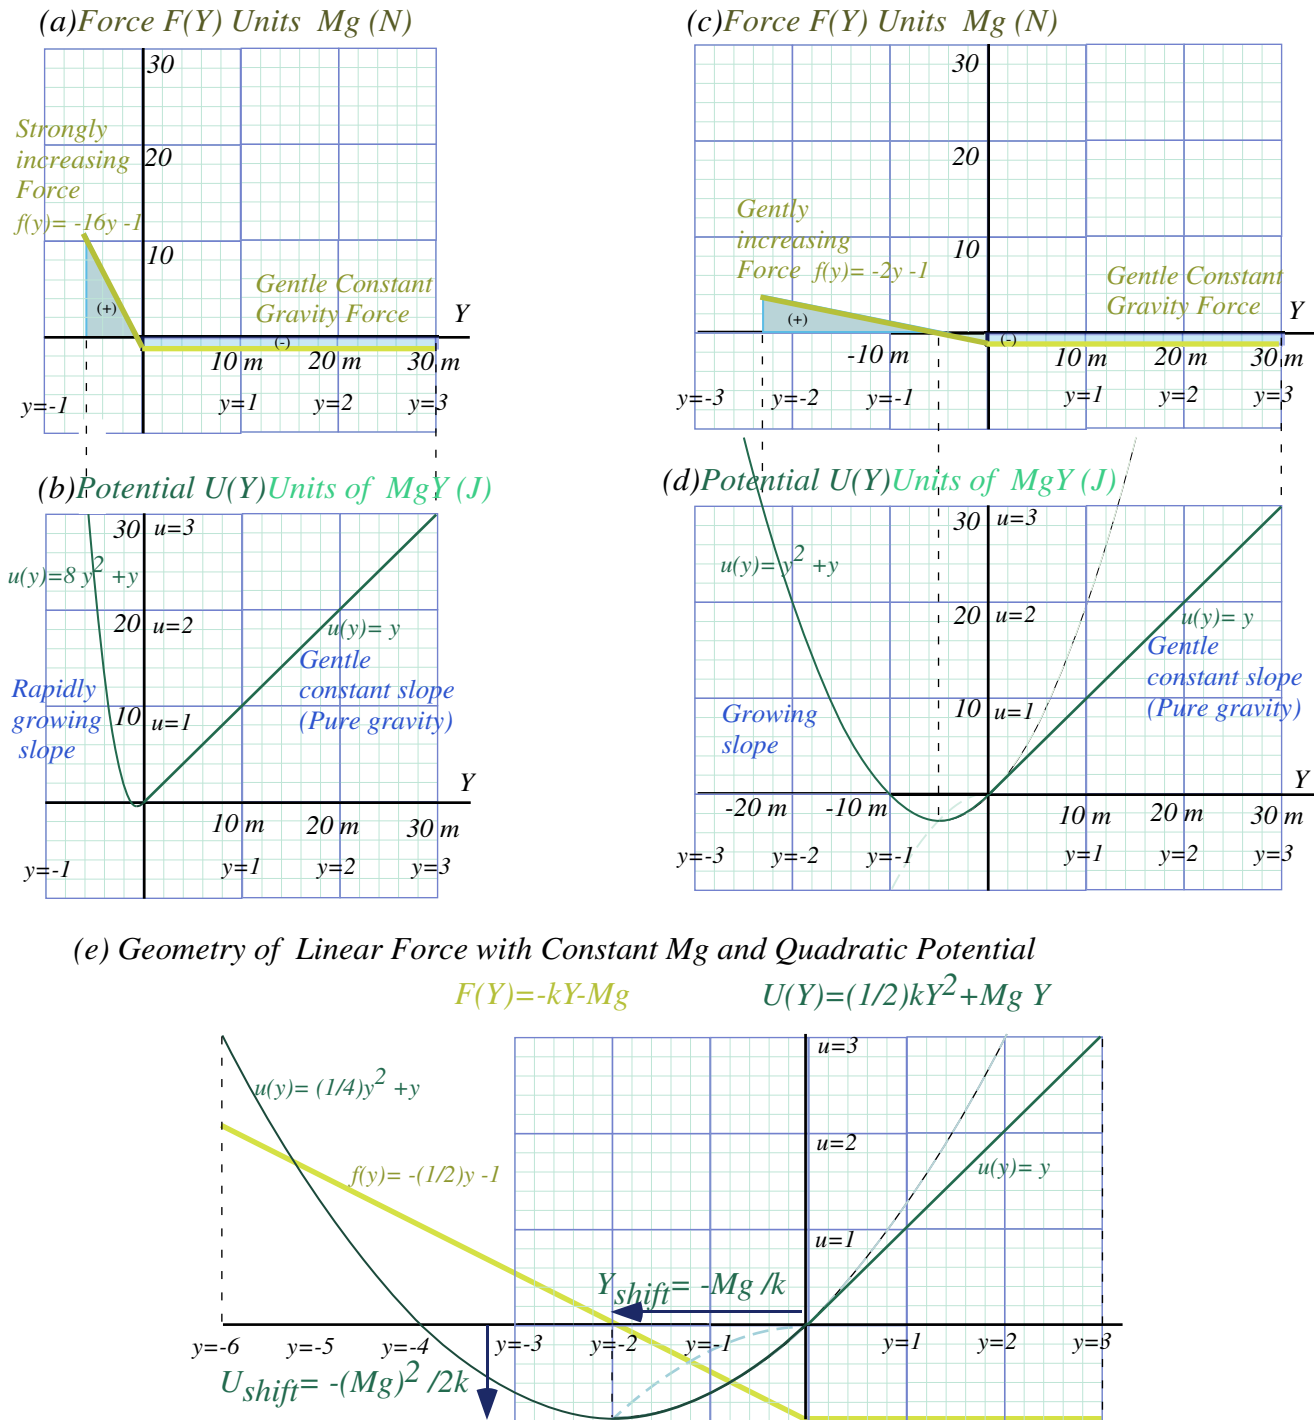 (a)Force F(Y) Units Mg (N)
30
Strongly
increasing
Force
20
f(y)= -16y -1
10
(+)
Gentle Constant
Gravity Force
Y
(-)
10 m 20 m 30 m
y=-1 y=1 y=2 y=3
(c)Force F(Y) Units Mg (N)
30
20
Gently
increasing
Force f(y)= -2y -1
10
(+)
Gentle Constant
Gravity Force
Y
(-)
-10 m 10 m 20 m 30 m
y=-3 y=-2 y=-1 y=1 y=2 y=3
(b)Potential U(Y)Units of MgY (J)
30 u=3
u(y)=8 y2 +y
20 u=2
u(y)= y
Gentle
constant slope
(Pure gravity)
Rapidly
growing
slope
10 u=1
Y
10 m 20 m 30 m
y=-1 y=1 y=2 y=3
(d)Potential U(Y)Units of MgY (J)
30 u=3
u(y)= y2 +y
20 u=2
u(y)= y
Gentle
constant slope
(Pure gravity)
Growing
slope
10 u=1
Y
-20 m -10 m 10 m 20 m 30 m
y=-3 y=-2 y=-1 y=1 y=2 y=3
(e) Geometry of Linear Force with Constant Mg and Quadratic Potential
F(Y)=-kY-Mg U(Y)=(1/2)kY2+Mg Y
u=3
u(y)= (1/4)y2 +y
u=2
f(y)= -(1/2)y -1
u(y)= y
u=1
Yshift= -Mg /k
y=-6 y=-5 y=-4 y=-3 y=-2 y=-1 y=1 y=2 y=3
Ushift= -(Mg)2 /2k